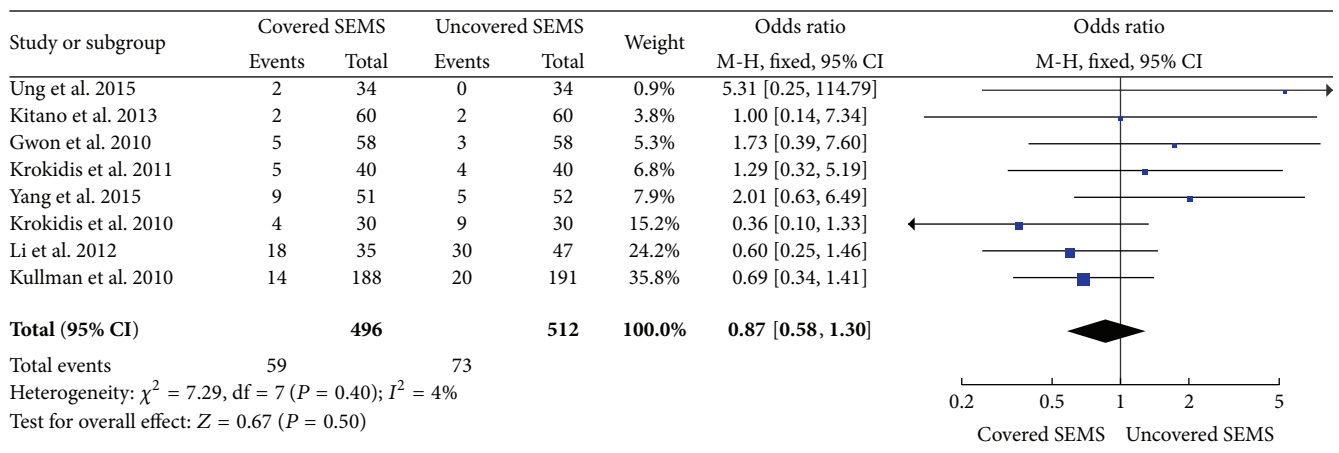 Study or subgroup Covered SEMS Uncovered SEMS Weight Odds ratio Odds ratio
Events Total Events Total M-H, fixed, 95% CI M-H, fixed, 95% CI
Ung et al. 2015 2 34 0 34 0.9% 5.31 [0.25, 114.79]
Kitano et al. 2013 2 60 2 60 3.8% 1.00 [0.14, 7.34]
Gwon et al. 2010 5 58 3 58 5.3% 1.73 [0.39, 7.60]
Krokidis et al. 2011 5 40 4 40 6.8% 1.29 [0.32, 5.19]
Yang et al. 2015 9 51 5 52 7.9% 2.01 [0.63, 6.49]
Krokidis et al. 2010 4 30 9 30 15.2% 0.36 [0.10, 1.33]
Li et al. 2012 18 35 30 47 24.2% 0.60 [0.25, 1.46]
Kullman et al. 2010 14 188 20 191 35.8% 0.69 [0.34, 1.41]
Total (95% CI) 496 512 100.0% 0.87 [0.58, 1.30]
Total events 59 73
Heterogeneity: χ² = 7.29, df = 7 (P = 0.40); I² = 4%
Test for overall effect: Z = 0.67 (P = 0.50)
0.2 0.5 1 2 5
Covered SEMS Uncovered SEMS